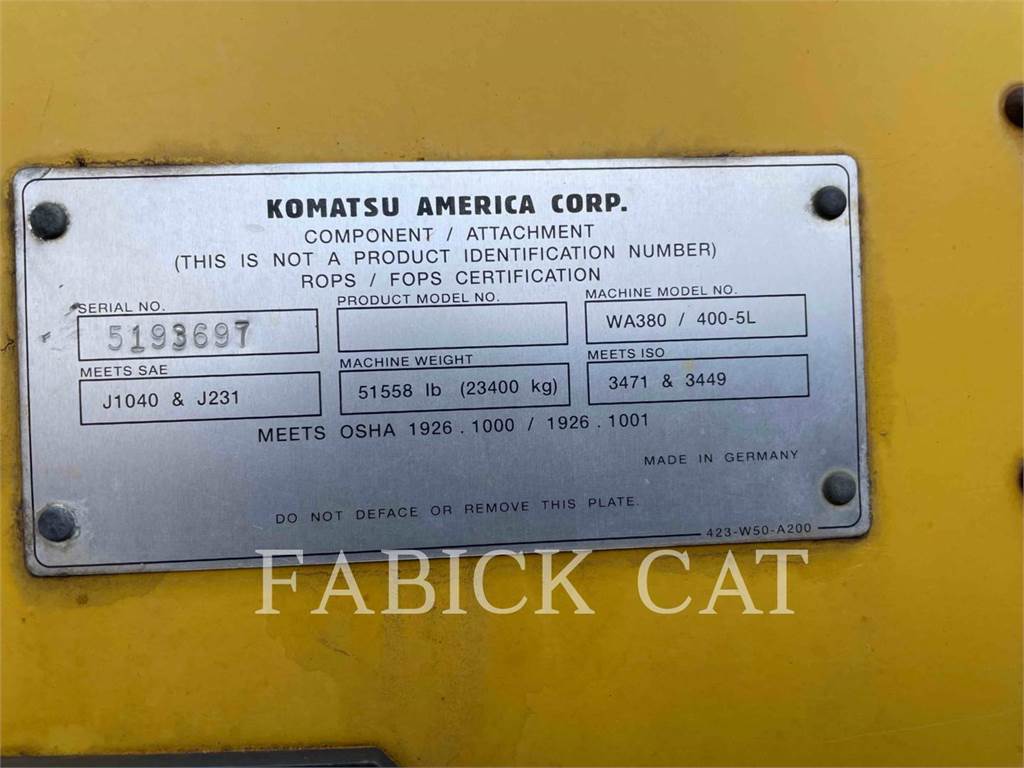 KOMATSU AMERICA CORP.
COMPONENT / ATTACHMENT
(THIS IS NOT A PRODUCT IDENTIFICATION NUMBER)
ROPS / FOPS CERTIFICATION
SERIAL NO. PRODUCT MODEL NO. MACHINE MODEL NO.
5193697 WA380 / 400-5L
MEETS SAE MACHINE WEIGHT MEETS ISO
J1040 & J231 51558 lb (23400 kg) 3471 & 3449
MEETS OSHA 1926.1000 / 1926.1001
MADE IN GERMANY
DO NOT DEFACE OR REMOVE THIS PLATE.
423-W50-A200
FABICK CAT